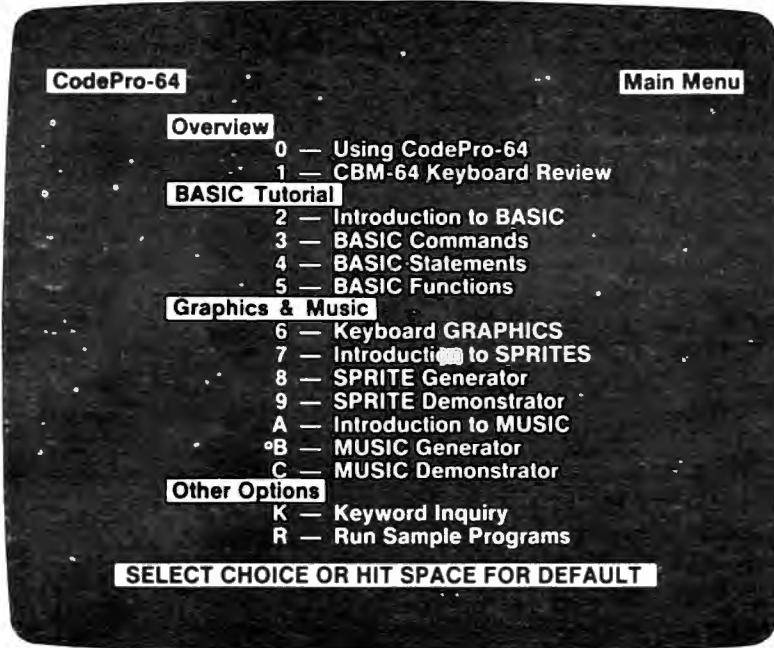 CodePro-64 Main Menu
Overview
0 — Using CodePro-64
1 — CBM-64 Keyboard Review
BASIC Tutorial
2 — Introduction to BASIC
3 — BASIC Commands
4 — BASIC Statements
5 — BASIC Functions
Graphics & Music
6 — Keyboard GRAPHICS
7 — Introduction to SPRITES
8 — SPRITE Generator
9 — SPRITE Demonstrator
A — Introduction to MUSIC
B — MUSIC Generator
C — MUSIC Demonstrator
Other Options
K — Keyword Inquiry
R — Run Sample Programs
SELECT CHOICE OR HIT SPACE FOR DEFAULT